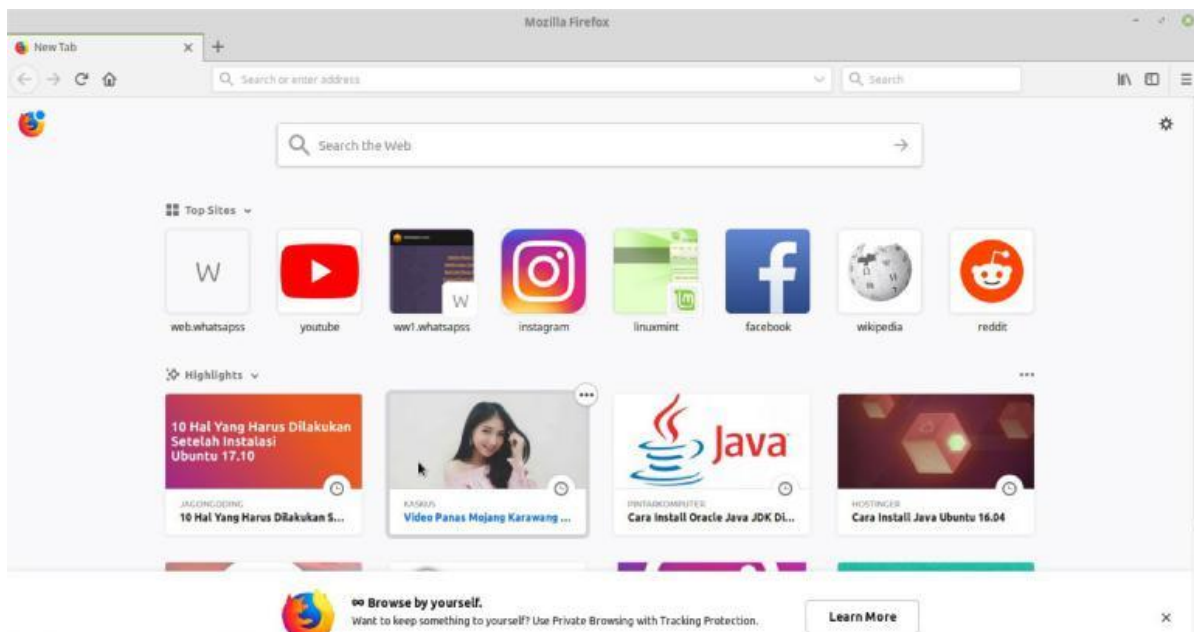 Mozilla Firefox
New Tab
Search or enter address
Search
Search the Web
Top Sites
W
W
web.whatsapss
youtube
ww1.whatsapss
instagram
linuxmint
facebook
wikipedia
reddit
Highlights
10 Hal Yang Harus Dilakukan
Setelah Instalasi
Ubuntu 17.10
Java
JAGONGODING
10 Hal Yang Harus Dilakukan S...
KASKUS
Video Panas Mojang Karawang ...
PINTARKOMPUTER
Cara Install Oracle Java JDK Di...
HOSTINGER
Cara Install Java Ubuntu 16.04
Browse by yourself.
Want to keep something to yourself? Use Private Browsing with Tracking Protection.
Learn More